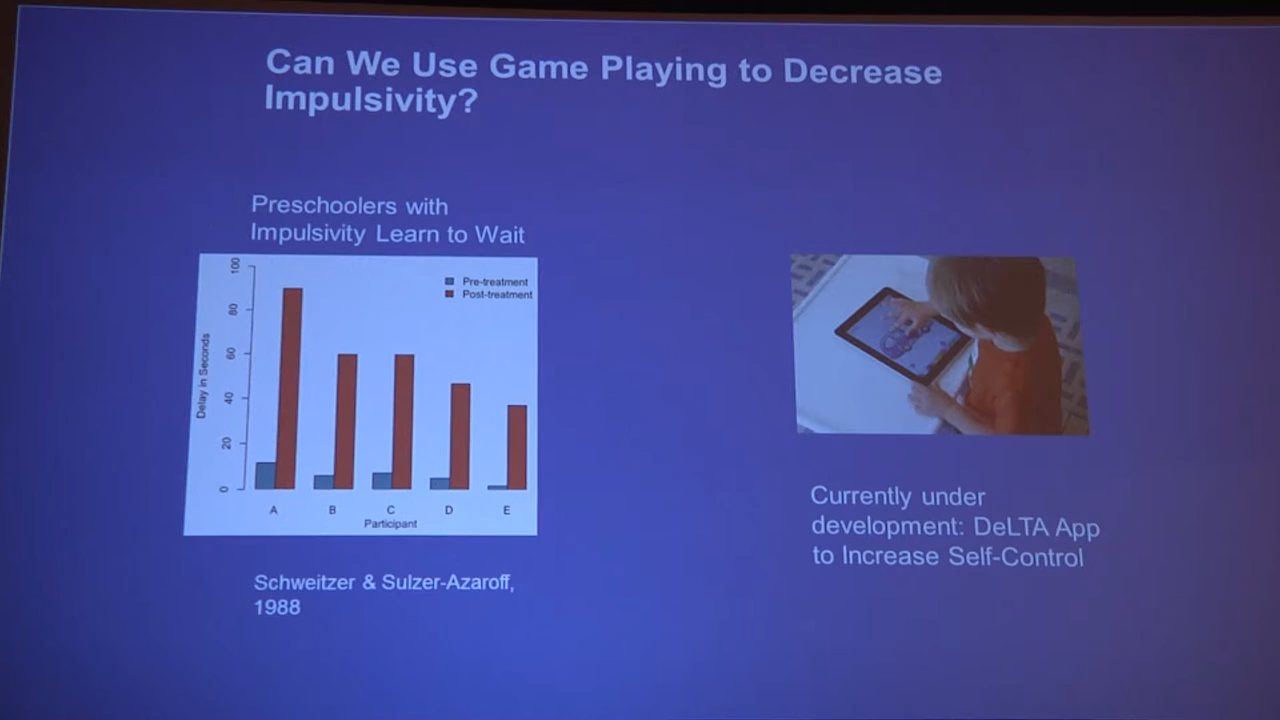 Can We Use Game Playing to Decrease
Impulsivity?
Preschoolers with
Impulsivity Learn to Wait
100
80
60
40
20
0
Delay in Seconds
Pre-treatment
Post-treatment
A B C D E
Participant
Schweitzer & Sulzer-Azaroff,
1988
Currently under
development: DeLTA App
to Increase Self-Control